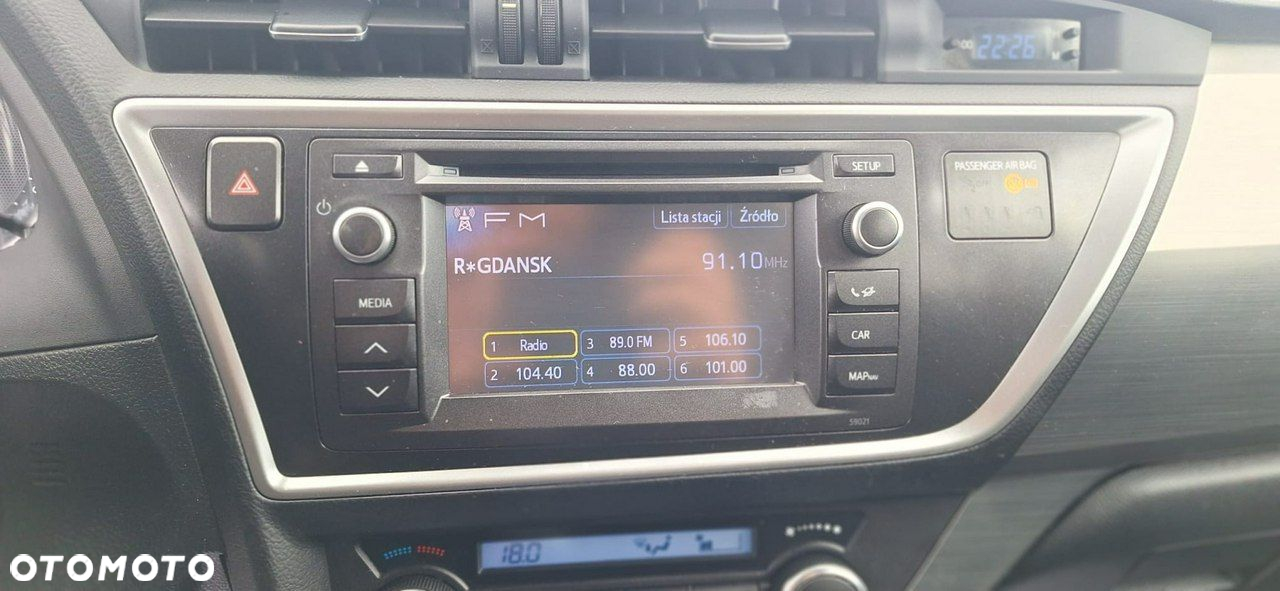 22:26
PASSENGER AIR BAG
SETUP
FM
Lista stacji
Źródło
R*GDANSK
91.10MHz
MEDIA
CAR
MAP NAV
1 Radio
3 89.0 FM
5 106.10
2 104.40
4 88.00
6 101.00
59021
18.0
OTOMOTO